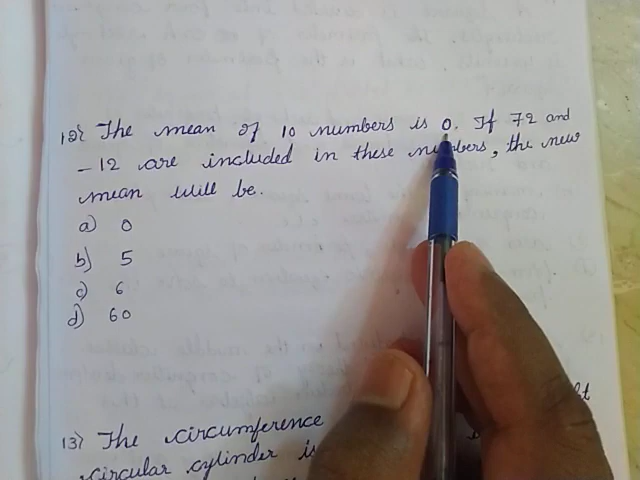 12) The mean of 10 numbers is 0. If 72 and
-12 are included in these numbers, the new
mean will be.
a) 0
b) 5
c) 6
d) 60
13) The circumference
circular cylinder is